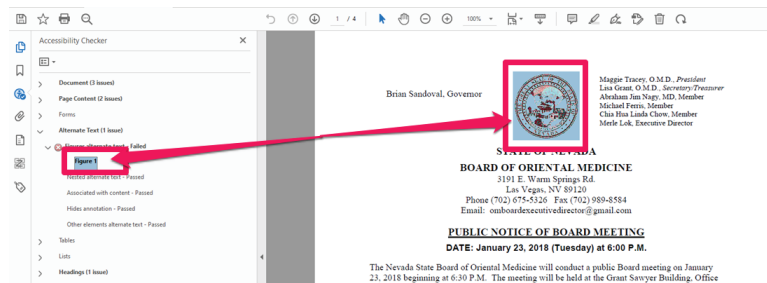 1 / 4
100%
Accessibility Checker
Document (3 issues)
Page Content (2 issues)
Forms
Alternate Text (1 issue)
Figures alternate text - Failed
Figure 1
Nested alternate text - Passed
Associated with content - Passed
Hides annotation - Passed
Other elements alternate text - Passed
Tables
Lists
Headings (1 issue)
Brian Sandoval, Governor
Maggie Tracey, O.M.D., President
Lisa Grant, O.M.D., Secretary/Treasurer
Abraham Jim Nagy, MD, Member
Michael Ferris, Member
Chia Hua Linda Chow, Member
Merle Lok, Executive Director
STATE OF NEVADA
BOARD OF ORIENTAL MEDICINE
3191 E. Warm Springs Rd.
Las Vegas, NV 89120
Phone (702) 675-5326 Fax (702) 989-8584
Email: omboardexecutivedirector@gmail.com
PUBLIC NOTICE OF BOARD MEETING
DATE: January 23, 2018 (Tuesday) at 6:00 P.M.
The Nevada State Board of Oriental Medicine will conduct a public Board meeting on January
23, 2018 beginning at 6:30 P.M. The meeting will be held at the Grant Sawyer Building, Office